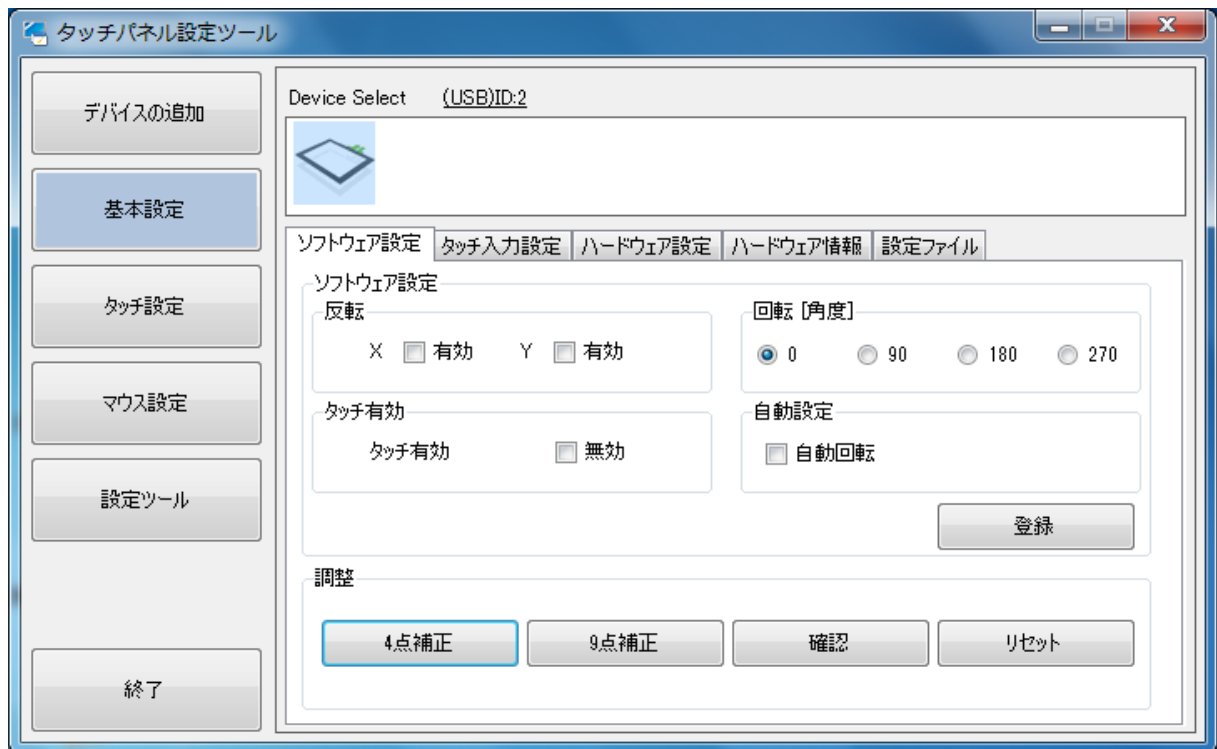 タッチパネル設定ツール
デバイスの追加
基本設定
タッチ設定
マウス設定
設定ツール
終了
Device Select (USB)ID:2
ソフトウェア設定 タッチ入力設定 ハードウェア設定 ハードウェア情報 設定ファイル
ソフトウェア設定
反転
X 有効 Y 有効
回転 [角度]
0 90 180 270
タッチ有効
タッチ有効 無効
自動設定
自動回転
登録
調整
4点補正 9点補正 確認 リセット